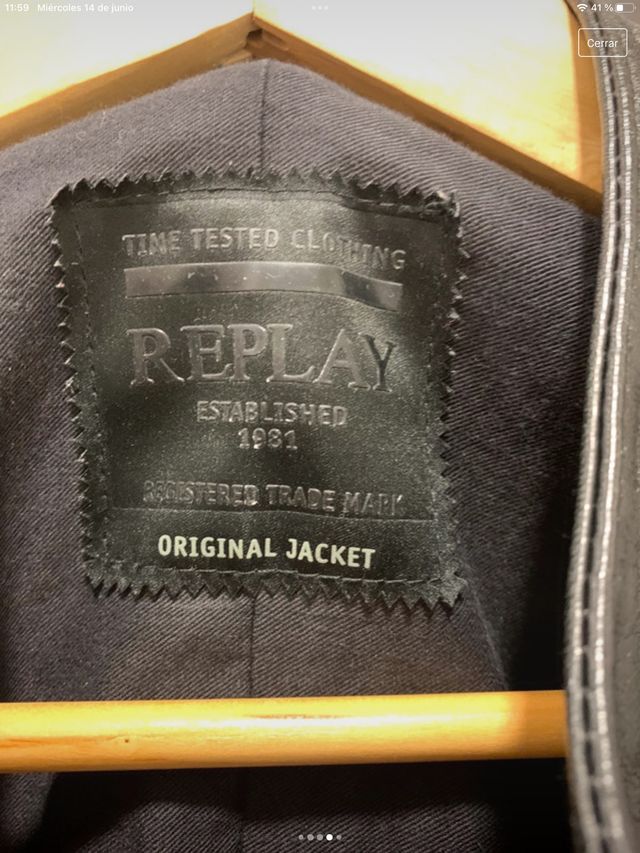 11:59 Miércoles 14 de junio
41 %
Cerrar
TIME TESTED CLOTHING
REPLAY
ESTABLISHED
1981
REGISTERED TRADE MARK
ORIGINAL JACKET